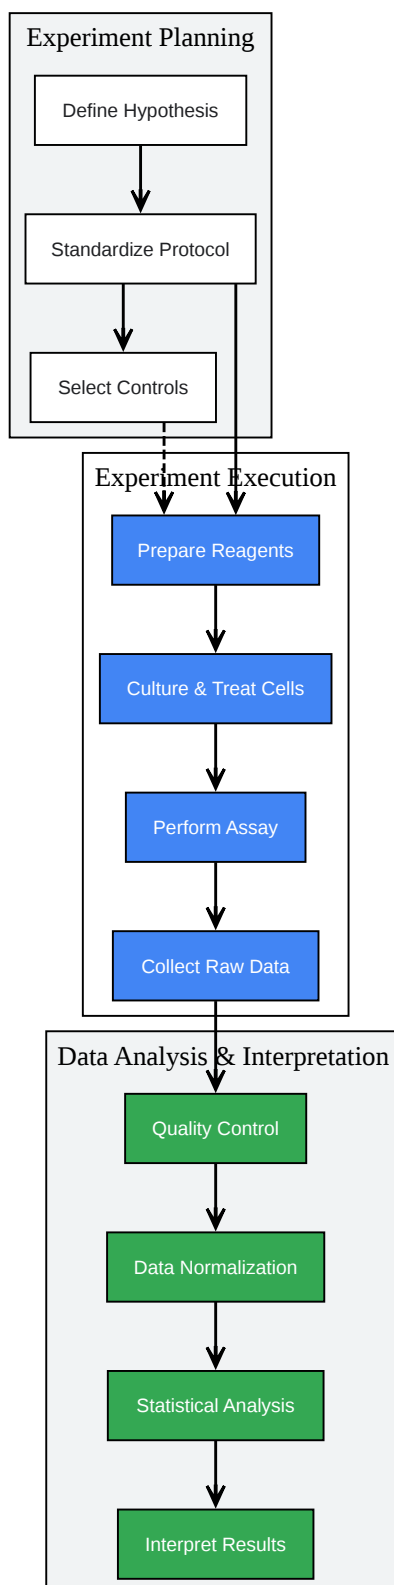 Experiment Planning
Define Hypothesis
Standardize Protocol
Select Controls
Experiment Execution
Prepare Reagents
Culture & Treat Cells
Perform Assay
Collect Raw Data
Data Analysis & Interpretation
Quality Control
Data Normalization
Statistical Analysis
Interpret Results